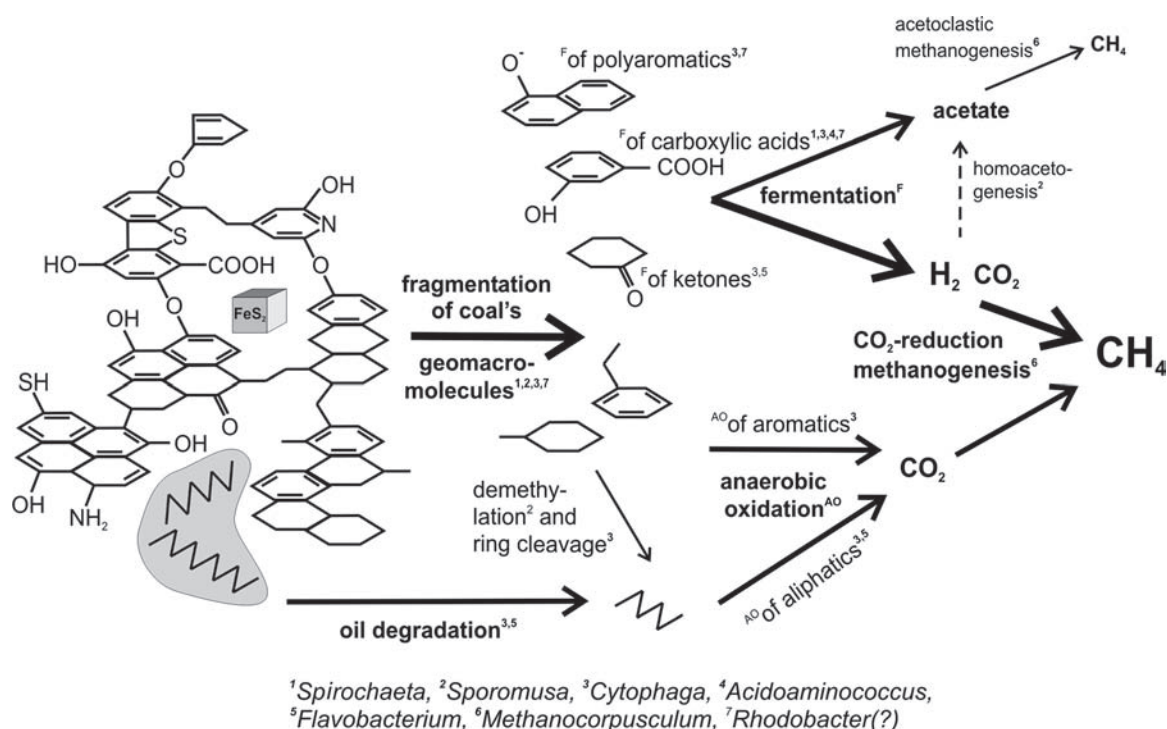 acetoclastic
methanogenesis⁶
CH₄
O⁻
ᶠof polyaromatics³,⁷
acetate
ᶠof carboxylic acids¹,³,⁴,⁷
COOH
OH
fermentationᶠ
homoaceto-
genesis²
O
OH
N
S
HO
COOH
O
O
FeS₂
fragmentation
of coal's
geomacro-
molecules¹,²,³,⁷
ᶠof ketones³,⁵
O
H₂ CO₂
CO₂-reduction
methanogenesis⁶
CH₄
OH
SH
O
OH
OH
NH₂
ᴬᴼof aromatics³
anaerobic
oxidationᴬᴼ
CO₂
demethy-
lation² and
ring cleavage³
ᴬᴼof aliphatics³,⁵
oil degradation³,⁵
¹Spirochaeta, ²Sporomusa, ³Cytophaga, ⁴Acidoaminococcus,
⁵Flavobacterium, ⁶Methanocorpusculum, ⁷Rhodobacter(?)